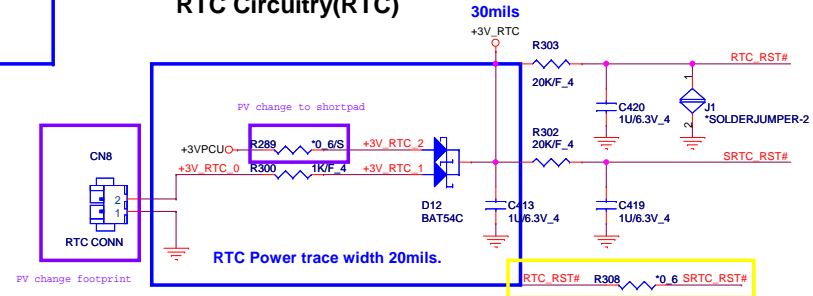 RTC Circuitry(RTC)
30mils
+3V_RTC
R303
RTC_RST#
20K/F_4
PV change to shortpad
1
C420
J1
1U/6.3V_4
*SOLDERJUMPER-2
2
+3VPCU
R289
*0_6/S
+3V_RTC_2
R302
20K/F_4
CN8
+3V_RTC_0
R300
1K/F_4
+3V_RTC_1
SRTC_RST#
2
1
D12
BAT54C
C413
1U/6.3V_4
C419
1U/6.3V_4
RTC CONN
RTC Power trace width 20mils.
PV change footprint
RTC_RST#
R308
*0_6
SRTC_RST#